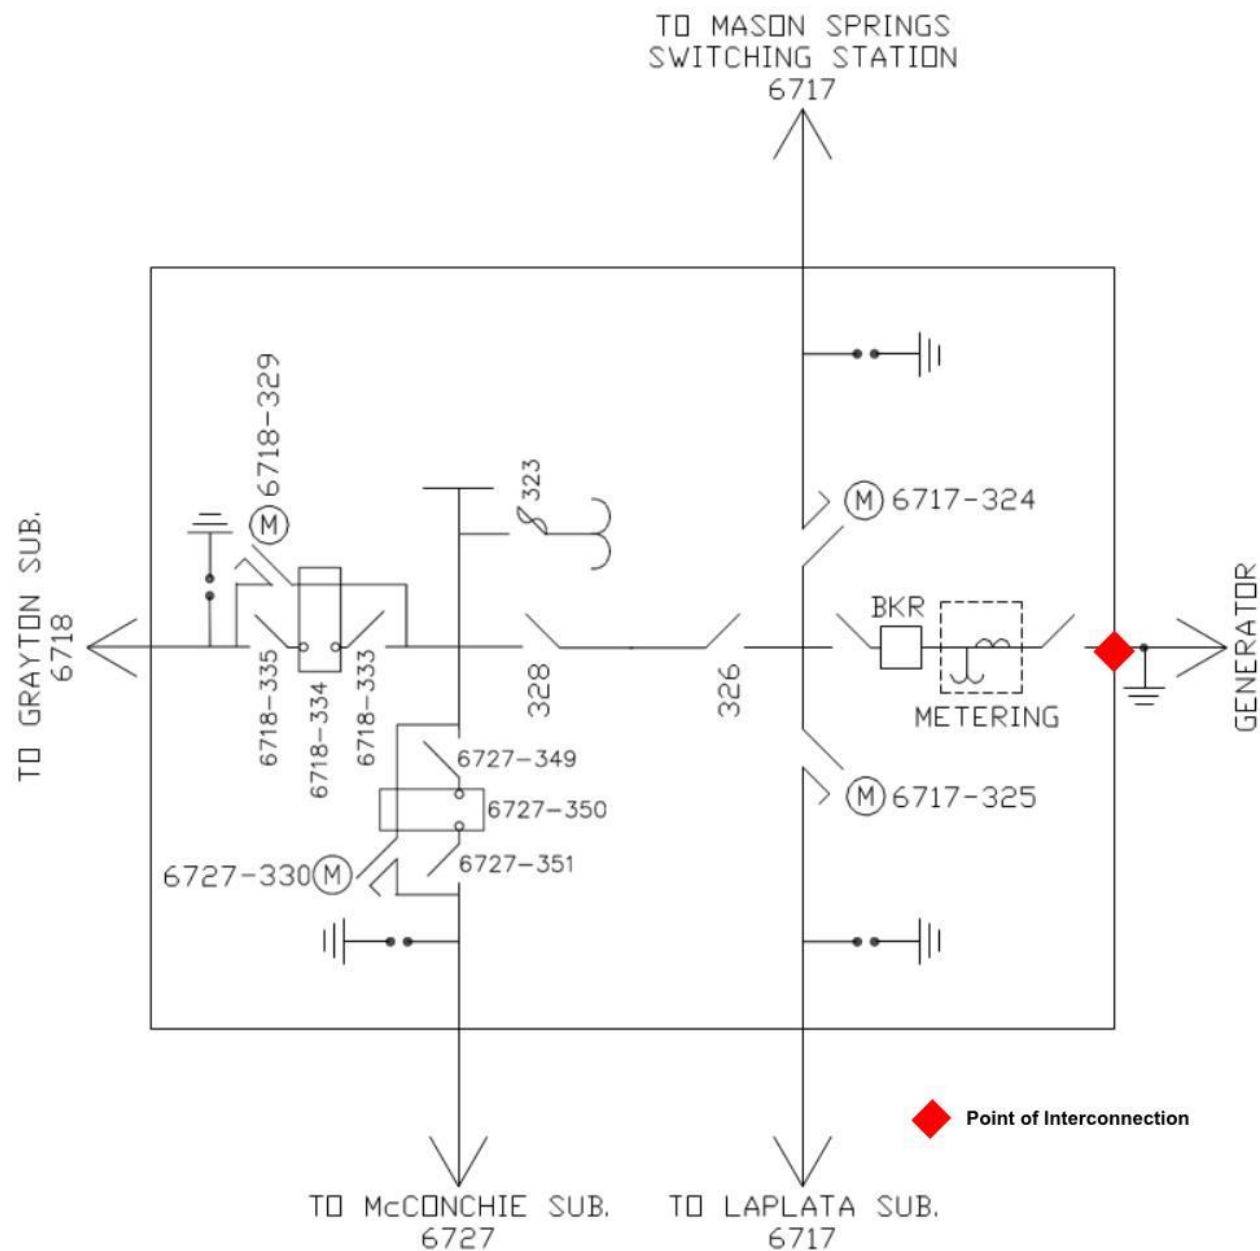 TO MASON SPRINGS
SWITCHING STATION
6717
6718-329
M
323
M
6717-324
TO GRAYTON SUB.
6718
BKR
GENERATOR
6718-335
6718-334
6718-333
328
326
METERING
6727-349
6727-350
M
6717-325
6727-351
6727-330
M
Point of Interconnection
TO McCONCHIE SUB.
6727
TO LAPLATA SUB.
6717